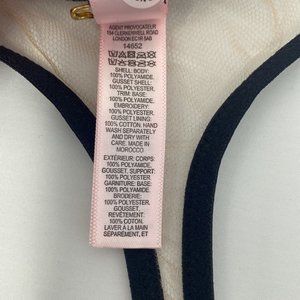 AGENT PROVOCATEUR
154 CLERKENWELL ROAD
LONDON EC1R 5AB
14652
SHELL: BODY:
100% POLYAMIDE.
GUSSET SHELL:
100% POLYESTER.
TRIM: BASE:
100% POLYAMIDE.
EMBROIDERY:
100% POLYESTER.
GUSSET LINING:
100% COTTON. HAND
WASH SEPARATELY
AND DRY WITH
CARE. MADE IN
MOROCCO
EXTÉRIEUR: CORPS:
100% POLYAMIDE.
GOUSSET, SUPPORT:
100% POLYESTER.
GARNITURE: BASE:
100% POLYAMIDE.
BRODERIE:
100% POLYESTER.
GOUSSET,
REVÊTEMENT:
100% COTON.
LAVER A LA MAIN
SÉPARÉMENT, ET